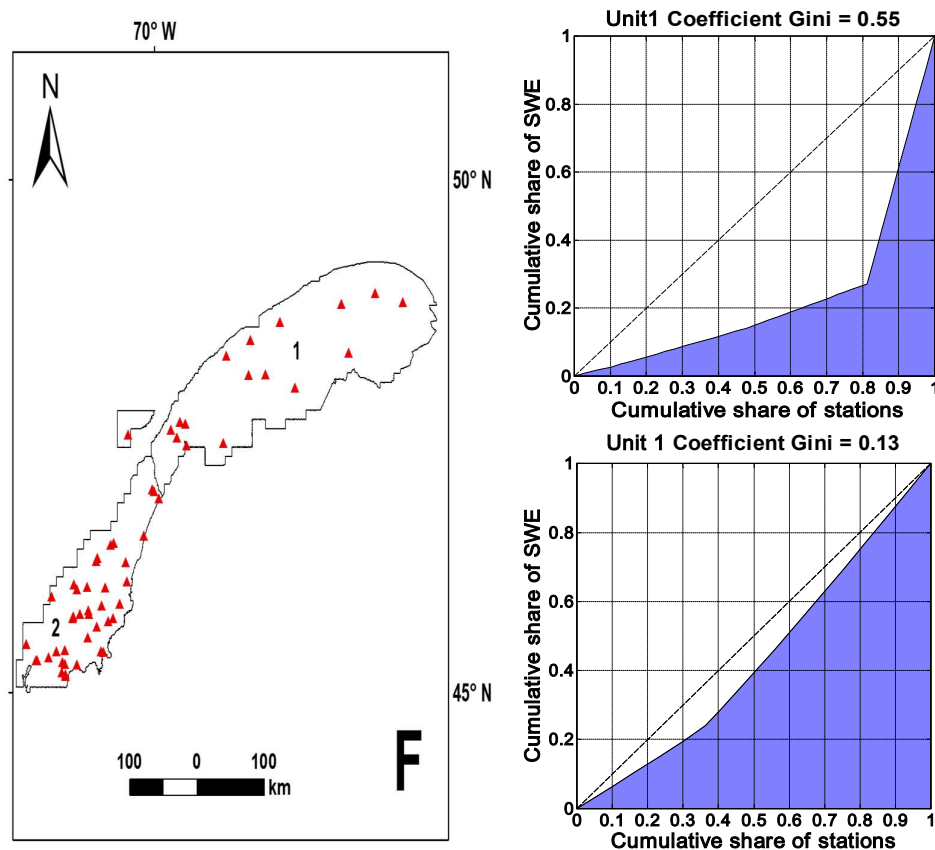 70° W
N
50° N
1
2
45° N
F
100 0 100
km
Unit1 Coefficient Gini = 0.55
Cumulative share of SWE
1
0.8
0.6
0.4
0.2
0
0 0.1 0.2 0.3 0.4 0.5 0.6 0.7 0.8 0.9 1
Cumulative share of stations
Unit 1 Coefficient Gini = 0.13
Cumulative share of SWE
1
0.8
0.6
0.4
0.2
0
0 0.1 0.2 0.3 0.4 0.5 0.6 0.7 0.8 0.9 1
Cumulative share of stations